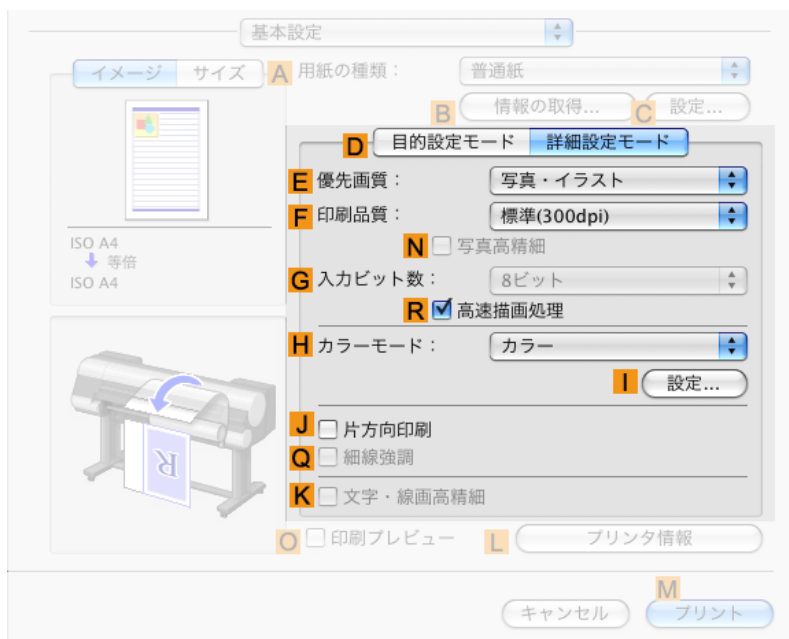 基本設定
イメージ サイズ A 用紙の種類： 普通紙
B 情報の取得... C 設定...
D 目的設定モード 詳細設定モード
E 優先画質： 写真・イラスト
F 印刷品質： 標準(300dpi)
N 写真高精細
ISO A4
等倍
ISO A4
G 入力ビット数： 8ビット
R 高速描画処理
H カラーモード： カラー
I 設定...
J 片方向印刷
Q 細線強調
K 文字・線画高精細
O 印刷プレビュー L プリンタ情報
M
キャンセル プリント
R